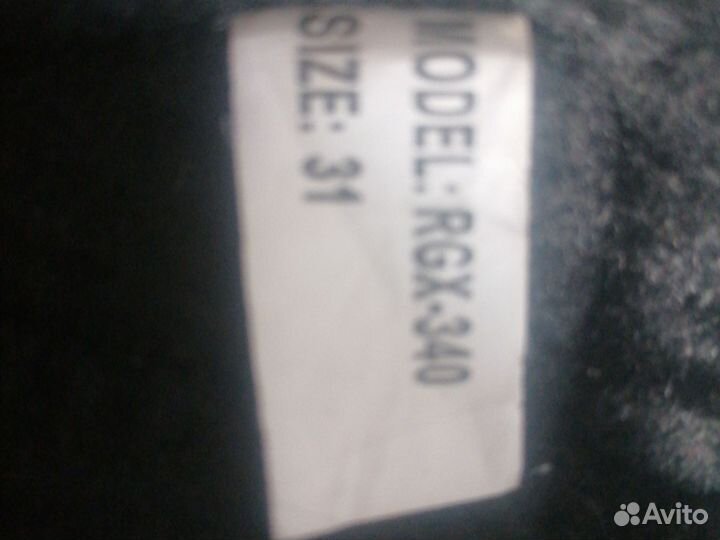 MODEL: RGX-340
SIZE: 31
Avito